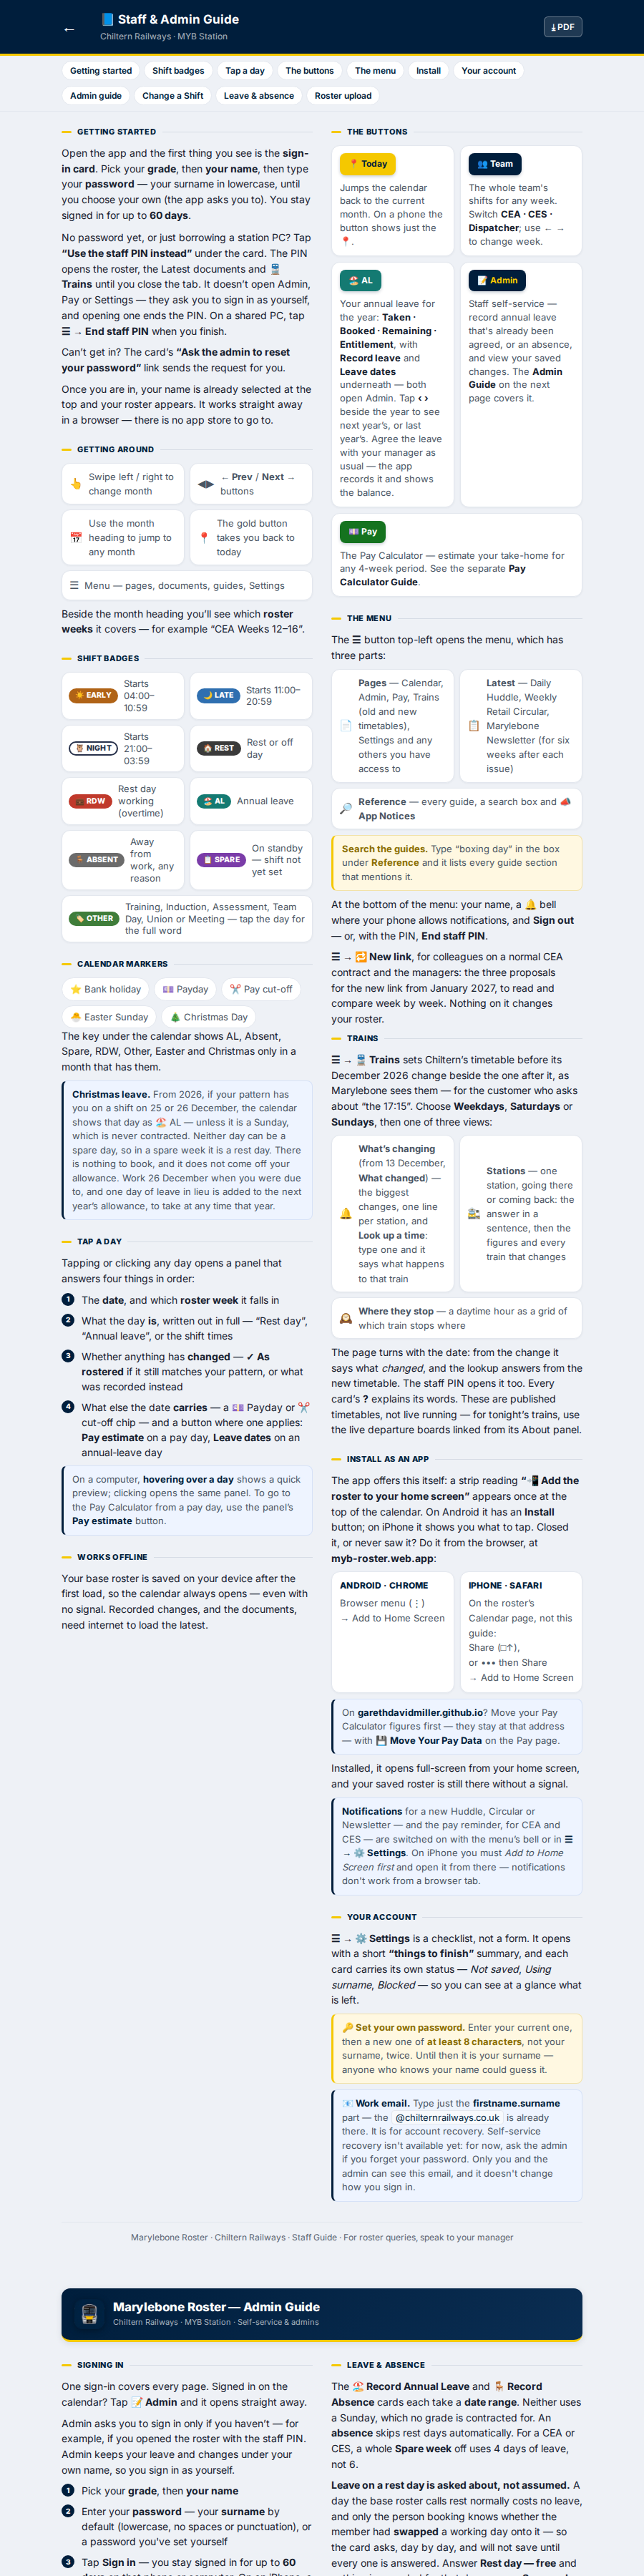 ←
📘 Staff & Admin Guide
Chiltern Railways · MYB Station
⤓ PDF
Getting started
Shift badges
Tap a day
The buttons
The menu
Install
Your account
Admin guide
Change a Shift
Leave & absence
Roster upload
GETTING STARTED
Open the app and the first thing you see is the sign-
in card. Pick your grade, then your name, then type
your password — your surname in lowercase, until
you choose your own (the app asks you to). You stay
signed in for up to 60 days.
No password yet, or just borrowing a station PC? Tap
“Use the staff PIN instead” under the card. The PIN
opens the roster, the Latest documents and 🚆
Trains until you close the tab. It doesn’t open Admin,
Pay or Settings — they ask you to sign in as yourself,
and opening one ends the PIN. On a shared PC, tap
☰ → End staff PIN when you finish.
Can’t get in? The card’s “Ask the admin to reset
your password” link sends the request for you.
Once you are in, your name is already selected at the
top and your roster appears. It works straight away
in a browser — there is no app store to go to.
GETTING AROUND
👆 Swipe left / right to
change month
◀▶ ← Prev / Next →
buttons
📅 Use the month
heading to jump to
any month
📍 The gold button
takes you back to
today
☰ Menu — pages, documents, guides, Settings
Beside the month heading you’ll see which roster
weeks it covers — for example “CEA Weeks 12–16”.
SHIFT BADGES
☀️ EARLY Starts
04:00–
10:59
🌙 LATE Starts 11:00–
20:59
🦉 NIGHT Starts
21:00–
03:59
🏠 REST Rest or off
day
💼 RDW Rest day
working
(overtime)
🏖️ AL Annual leave
🪑 ABSENT Away
from
work, any
reason
📋 SPARE On standby
— shift not
yet set
🏷️ OTHER Training, Induction, Assessment, Team
Day, Union or Meeting — tap the day for
the full word
CALENDAR MARKERS
⭐ Bank holiday
💷 Payday
✂️ Pay cut-off
🐣 Easter Sunday
🎄 Christmas Day
The key under the calendar shows AL, Absent,
Spare, RDW, Other, Easter and Christmas only in a
month that has them.
Christmas leave. From 2026, if your pattern has
you on a shift on 25 or 26 December, the calendar
shows that day as 🏖️ AL — unless it is a Sunday,
which is never contracted. Neither day can be a
spare day, so in a spare week it is a rest day. There
is nothing to book, and it does not come off your
allowance. Work 26 December when you were due
to, and one day of leave in lieu is added to the next
year’s allowance, to take at any time that year.
TAP A DAY
Tapping or clicking any day opens a panel that
answers four things in order:
1 The date, and which roster week it falls in
2 What the day is, written out in full — “Rest day”,
“Annual leave”, or the shift times
3 Whether anything has changed — ✓ As
rostered if it still matches your pattern, or what
was recorded instead
4 What else the date carries — a 💷 Payday or ✂️
cut-off chip — and a button where one applies:
Pay estimate on a pay day, Leave dates on an
annual-leave day
On a computer, hovering over a day shows a quick
preview; clicking opens the same panel. To go to
the Pay Calculator from a pay day, use the panel’s
Pay estimate button.
WORKS OFFLINE
Your base roster is saved on your device after the
first load, so the calendar always opens — even with
no signal. Recorded changes, and the documents,
need internet to load the latest.
THE BUTTONS
📍 Today
Jumps the calendar
back to the current
month. On a phone the
button shows just the
📍.
👥 Team
The whole team's
shifts for any week.
Switch CEA · CES ·
Dispatcher; use ← →
to change week.
🏖️ AL
Your annual leave for
the year: Taken ·
Booked · Remaining ·
Entitlement, with
Record leave and
Leave dates
underneath — both
open Admin. Tap ‹ ›
beside the year to see
next year’s, or last
year’s. Agree the leave
with your manager as
usual — the app
records it and shows
the balance.
📝 Admin
Staff self-service —
record annual leave
that's already been
agreed, or an absence,
and view your saved
changes. The Admin
Guide on the next
page covers it.
💷 Pay
The Pay Calculator — estimate your take-home for
any 4-week period. See the separate Pay
Calculator Guide.
THE MENU
The ☰ button top-left opens the menu, which has
three parts:
📄 Pages — Calendar,
Admin, Pay, Trains
(old and new
timetables),
Settings and any
others you have
access to
📋 Latest — Daily
Huddle, Weekly
Retail Circular,
Marylebone
Newsletter (for six
weeks after each
issue)
🔎 Reference — every guide, a search box and 📣
App Notices
Search the guides. Type “boxing day” in the box
under Reference and it lists every guide section
that mentions it.
At the bottom of the menu: your name, a 🔔 bell
where your phone allows notifications, and Sign out
— or, with the PIN, End staff PIN.
☰ → 🔁 New link, for colleagues on a normal CEA
contract and the managers: the three proposals
for the new link from January 2027, to read and
compare week by week. Nothing on it changes
your roster.
TRAINS
☰ → 🚆 Trains sets Chiltern’s timetable before its
December 2026 change beside the one after it, as
Marylebone sees them — for the customer who asks
about “the 17:15”. Choose Weekdays, Saturdays or
Sundays, then one of three views:
🔔 What’s changing
(from 13 December,
What changed) —
the biggest
changes, one line
per station, and
Look up a time:
type one and it
says what happens
to that train
🚉 Stations — one
station, going there
or coming back: the
answer in a
sentence, then the
figures and every
train that changes
🕰️ Where they stop — a daytime hour as a grid of
which train stops where
The page turns with the date: from the change it
says what changed, and the lookup answers from the
new timetable. The staff PIN opens it too. Every
card’s ? explains its words. These are published
timetables, not live running — for tonight’s trains, use
the live departure boards linked from its About panel.
INSTALL AS AN APP
The app offers this itself: a strip reading “📲 Add the
roster to your home screen” appears once at the
top of the calendar. On Android it has an Install
button; on iPhone it shows you what to tap. Closed
it, or never saw it? Do it from the browser, at
myb-roster.web.app:
ANDROID · CHROME
Browser menu (⋮)
→ Add to Home Screen
IPHONE · SAFARI
On the roster’s
Calendar page, not this
guide:
Share (□↑),
or ••• then Share
→ Add to Home Screen
On garethdavidmiller.github.io? Move your Pay
Calculator figures first — they stay at that address
— with 💾 Move Your Pay Data on the Pay page.
Installed, it opens full-screen from your home screen,
and your saved roster is still there without a signal.
Notifications for a new Huddle, Circular or
Newsletter — and the pay reminder, for CEA and
CES — are switched on with the menu’s bell or in ☰
→ ⚙️ Settings. On iPhone you must Add to Home
Screen first and open it from there — notifications
don't work from a browser tab.
YOUR ACCOUNT
☰ → ⚙️ Settings is a checklist, not a form. It opens
with a short “things to finish” summary, and each
card carries its own status — Not saved, Using
surname, Blocked — so you can see at a glance what
is left.
🔑 Set your own password. Enter your current one,
then a new one of at least 8 characters, not your
surname, twice. Until then it is your surname —
anyone who knows your name could guess it.
📧 Work email. Type just the firstname.surname
part — the @chilternrailways.co.uk is already
there. It is for account recovery. Self-service
recovery isn't available yet: for now, ask the admin
if you forget your password. Only you and the
admin can see this email, and it doesn't change
how you sign in.
Marylebone Roster · Chiltern Railways · Staff Guide · For roster queries, speak to your manager
Marylebone Roster — Admin Guide
Chiltern Railways · MYB Station · Self-service & admins
SIGNING IN
One sign-in covers every page. Signed in on the
calendar? Tap 📝 Admin and it opens straight away.
Admin asks you to sign in only if you haven’t — for
example, if you opened the roster with the staff PIN.
Admin keeps your leave and changes under your
own name, so you sign in as yourself.
1 Pick your grade, then your name
2 Enter your password — your surname by
default (lowercase, no spaces or punctuation), or
a password you've set yourself
3 Tap Sign in — you stay signed in for up to 60
LEAVE & ABSENCE
The 🏖️ Record Annual Leave and 🪑 Record
Absence cards each take a date range. Neither uses
a Sunday, which no grade is contracted for. An
absence skips rest days automatically. For a CEA or
CES, a whole Spare week off uses 4 days of leave,
not 6.
Leave on a rest day is asked about, not assumed. A
day the base roster calls rest normally costs no leave,
and only the person booking knows whether the
member had swapped a working day onto it — so
the card asks, day by day, and will not save until
every one is answered. Answer Rest day — free and